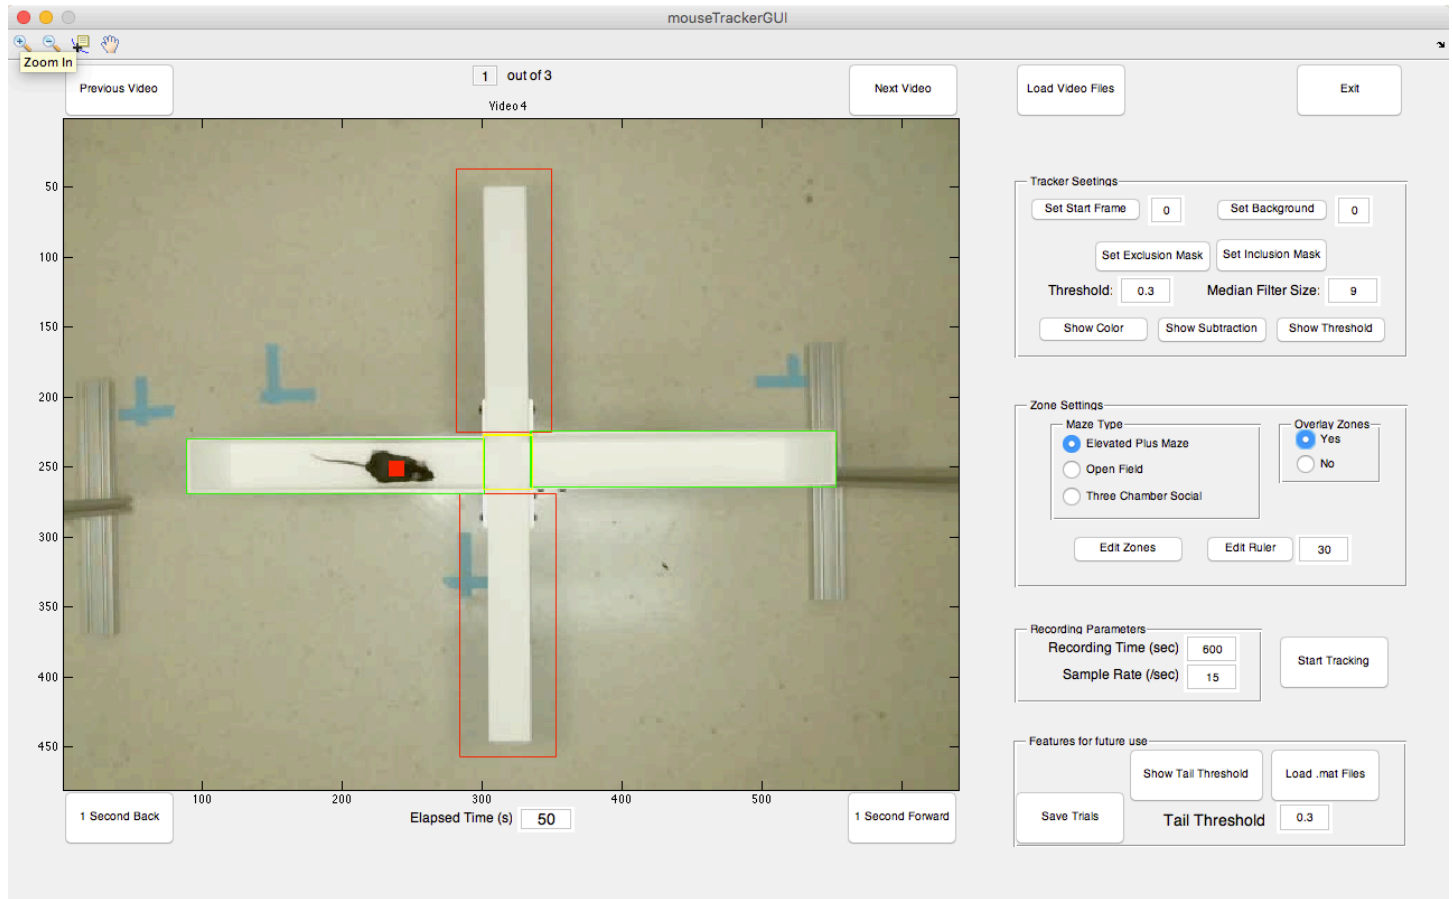 mouseTrackerGUI
Zoom In
Previous Video
1 out of 3
Next Video
Load Video Files
Exit
Video 4
50
100
150
200
250
300
350
400
450
100
200
300
400
500
1 Second Back
Elapsed Time (s) 50
1 Second Forward
Tracker Seetings
Set Start Frame 0
Set Background 0
Set Exclusion Mask
Set Inclusion Mask
Threshold: 0.3
Median Filter Size: 9
Show Color
Show Subtraction
Show Threshold
Zone Settings
Maze Type
Elevated Plus Maze
Open Field
Three Chamber Social
Overlay Zones
Yes
No
Edit Zones
Edit Ruler 30
Recording Parameters
Recording Time (sec) 600
Sample Rate (/sec) 15
Start Tracking
Features for future use
Show Tail Threshold
Load .mat Files
Save Trials
Tail Threshold 0.3